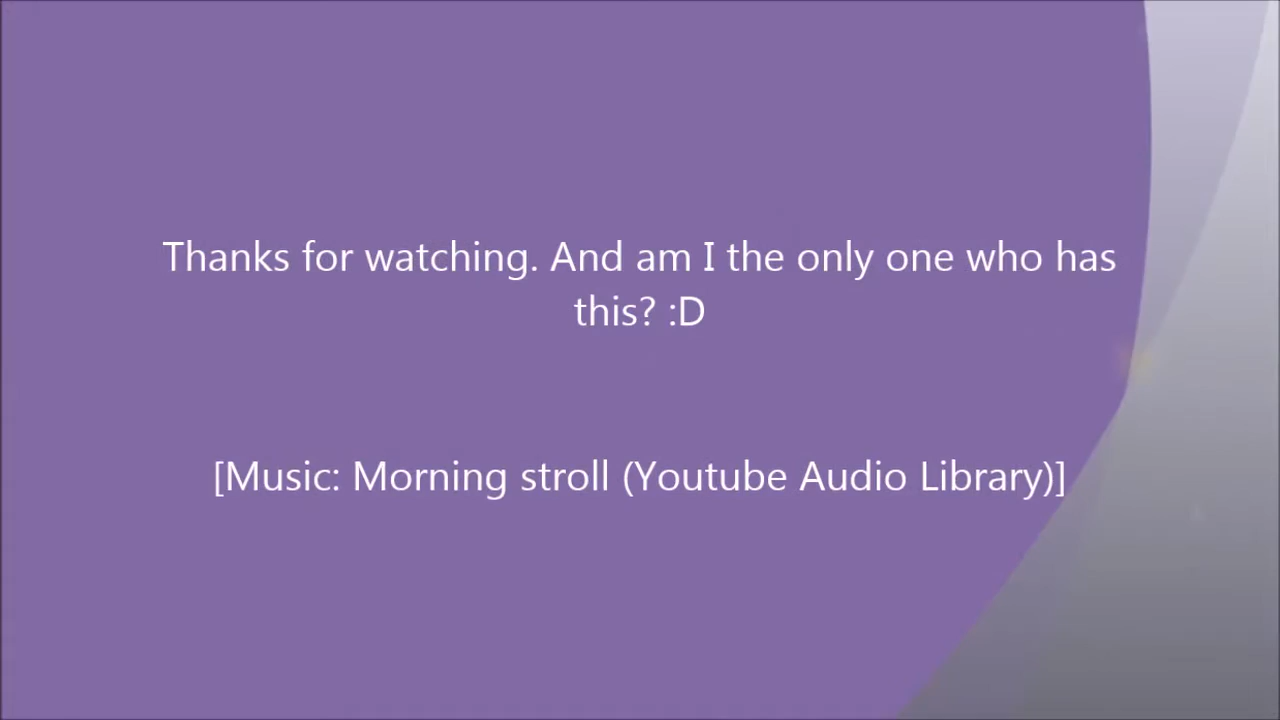 Thanks for watching. And am I the only one who has
this? :D
[Music: Morning stroll (Youtube Audio Library)]